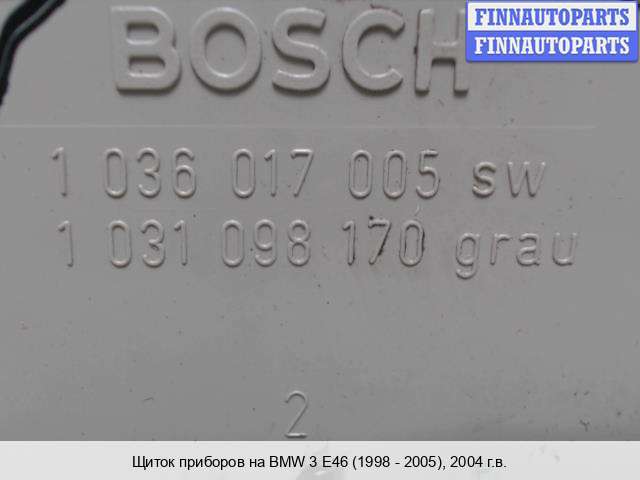 FINNAUTOPARTS
FINNAUTOPARTS
BOSCH
1 036 017 005 sw
1 031 098 170 grau
2
Щиток приборов на BMW 3 E46 (1998 - 2005), 2004 г.в.